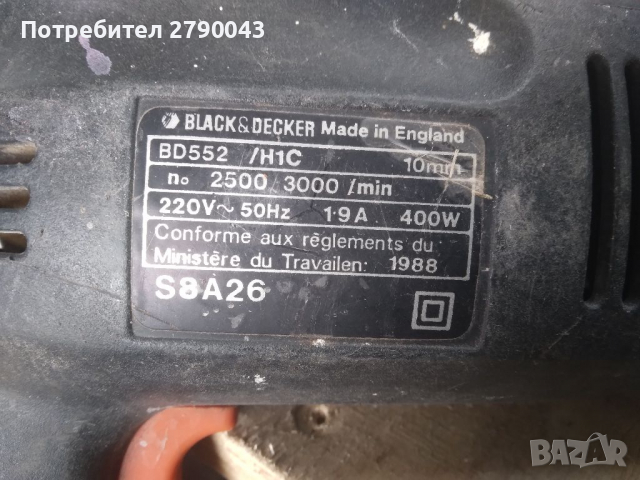 Потребител 2790043
BLACK&DECKER Made in England
BD552 /H1C 10mm
no 2500/3000/min
220V~ 50Hz 1·9A 400W
Conforme aux règlements du
Ministère du Travailen: 1988
S8A26
BAZAR